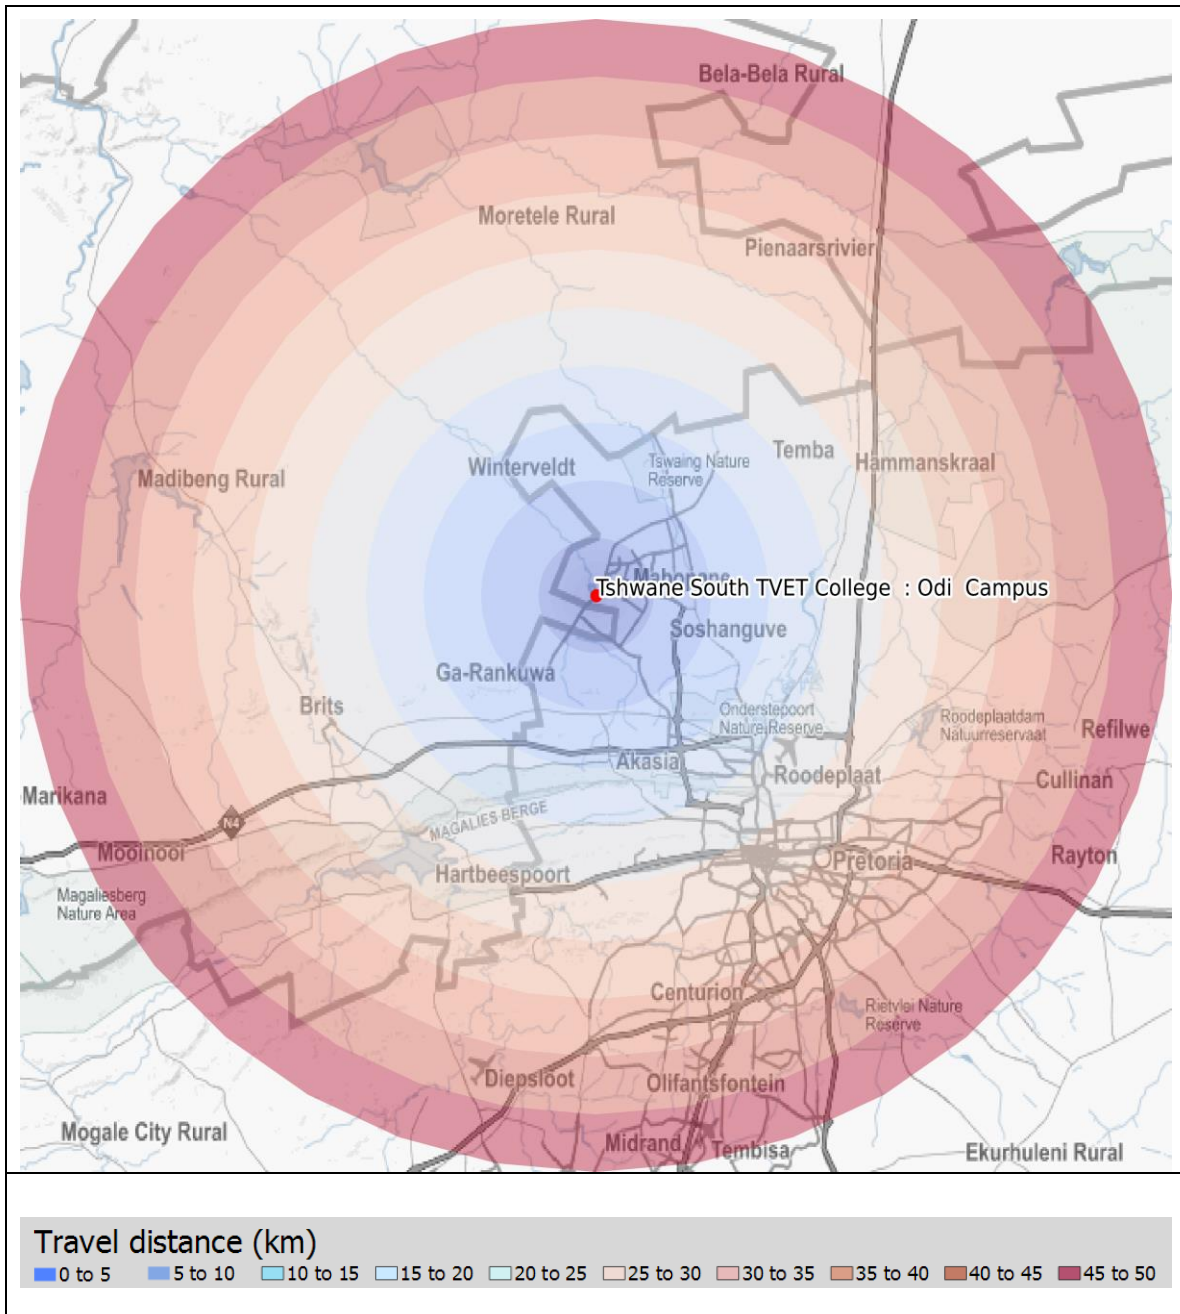 Bela-Bela Rural
Moretele Rural
Pienaarsrivier
Temba
Winterveldt
Tswaing Nature
Reserve
Hammanskraal
Madibeng Rural
Mabopane
Tshwane South TVET College : Odi Campus
Soshanguve
Ga-Rankuwa
Brits
Onderstepoort
Nature Reserve
Roodeplaatdam
Natuurreservaat
Refilwe
Akasia
Roodeplaat
Cullinan
Marikana
N4
MAGALIES BERGE
Mooinooi
Pretoria
Rayton
Hartbeespoort
Magaliesberg
Nature Area
Centurion
Rietvlei Nature
Reserve
Diepsloot
Olifantsfontein
Mogale City Rural
Midrand
Tembisa
Ekurhuleni Rural
Travel distance (km)
0 to 5 5 to 10 10 to 15 15 to 20 20 to 25 25 to 30 30 to 35 35 to 40 40 to 45 45 to 50